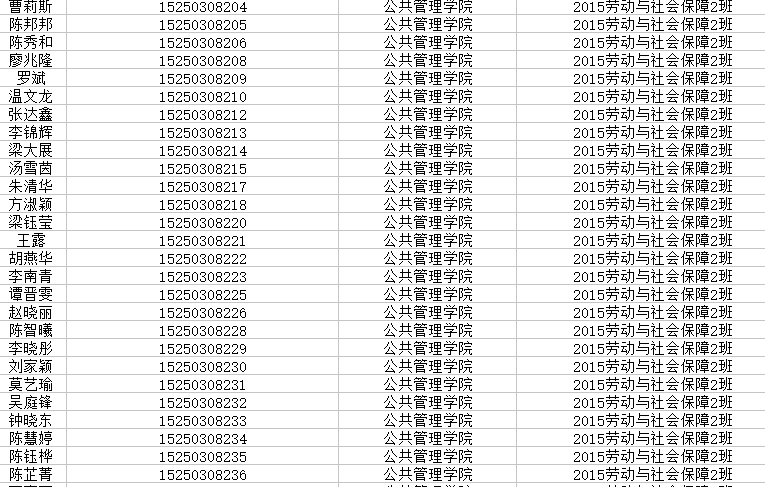 曹莉斯 15250308204 公共管理学院 2015劳动与社会保障2班
陈邦邦 15250308205 公共管理学院 2015劳动与社会保障2班
陈秀和 15250308206 公共管理学院 2015劳动与社会保障2班
廖兆隆 15250308208 公共管理学院 2015劳动与社会保障2班
罗斌 15250308209 公共管理学院 2015劳动与社会保障2班
温文龙 15250308210 公共管理学院 2015劳动与社会保障2班
张达鑫 15250308212 公共管理学院 2015劳动与社会保障2班
李锦辉 15250308213 公共管理学院 2015劳动与社会保障2班
梁大展 15250308214 公共管理学院 2015劳动与社会保障2班
汤雪茵 15250308215 公共管理学院 2015劳动与社会保障2班
朱清华 15250308217 公共管理学院 2015劳动与社会保障2班
方淑颖 15250308218 公共管理学院 2015劳动与社会保障2班
梁钰莹 15250308220 公共管理学院 2015劳动与社会保障2班
王露 15250308221 公共管理学院 2015劳动与社会保障2班
胡燕华 15250308222 公共管理学院 2015劳动与社会保障2班
李南青 15250308223 公共管理学院 2015劳动与社会保障2班
谭晋雯 15250308225 公共管理学院 2015劳动与社会保障2班
赵晓丽 15250308226 公共管理学院 2015劳动与社会保障2班
陈智曦 15250308228 公共管理学院 2015劳动与社会保障2班
李晓彤 15250308229 公共管理学院 2015劳动与社会保障2班
刘家颖 15250308230 公共管理学院 2015劳动与社会保障2班
莫艺瑜 15250308231 公共管理学院 2015劳动与社会保障2班
吴庭锋 15250308232 公共管理学院 2015劳动与社会保障2班
钟晓东 15250308233 公共管理学院 2015劳动与社会保障2班
陈慧婷 15250308234 公共管理学院 2015劳动与社会保障2班
陈钰桦 15250308235 公共管理学院 2015劳动与社会保障2班
陈芷菁 15250308236 公共管理学院 2015劳动与社会保障2班